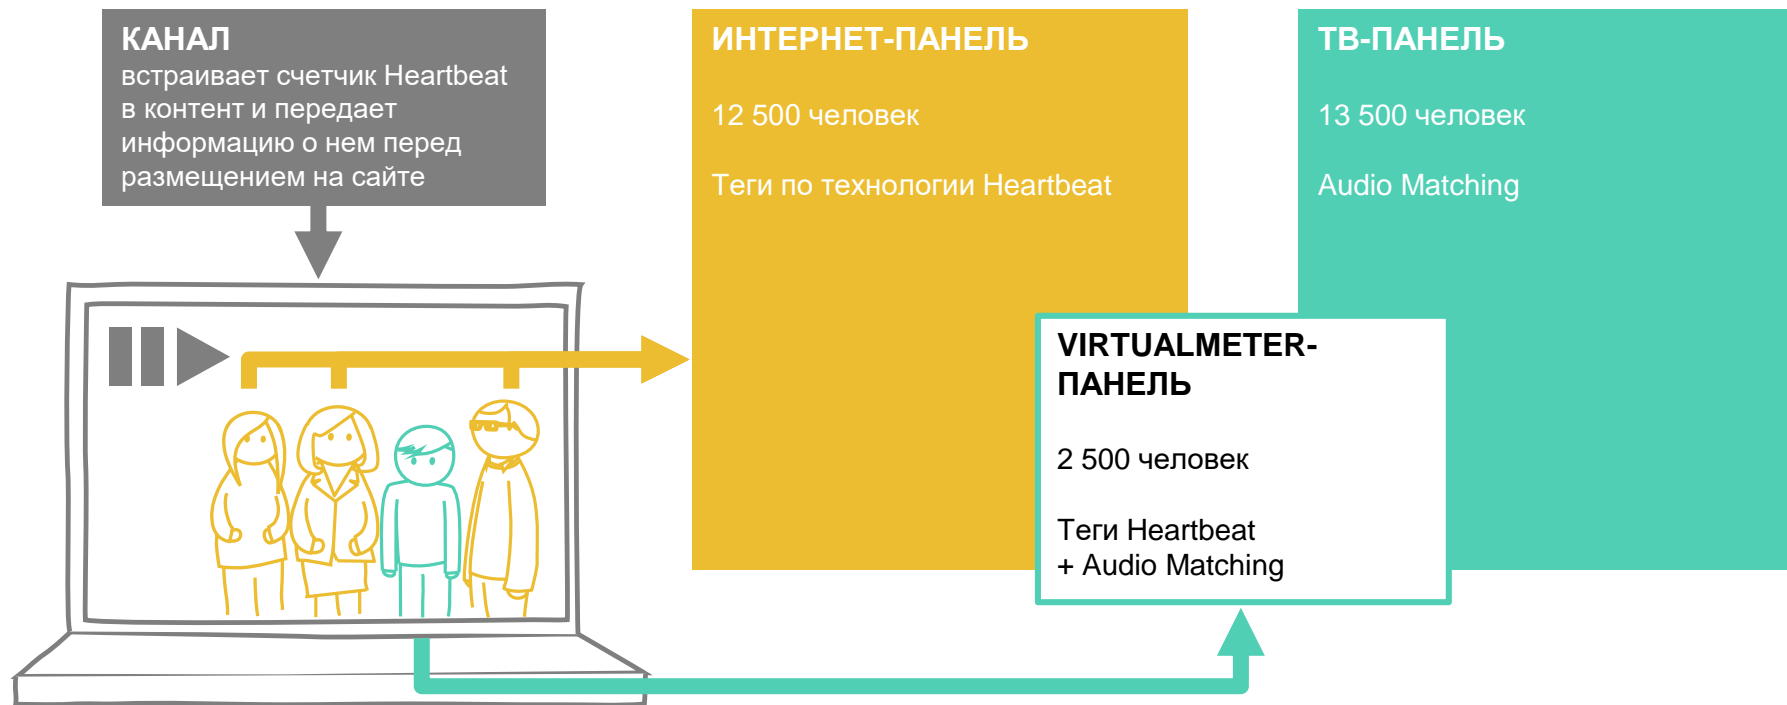 КАНАЛ
встраивает счетчик Heartbeat
в контент и передает
информацию о нем перед
размещением на сайте
ИНТЕРНЕТ-ПАНЕЛЬ
12 500 человек
Теги по технологии Heartbeat
ТВ-ПАНЕЛЬ
13 500 человек
Audio Matching
VIRTUALMETER-
ПАНЕЛЬ
2 500 человек
Теги Heartbeat
+ Audio Matching